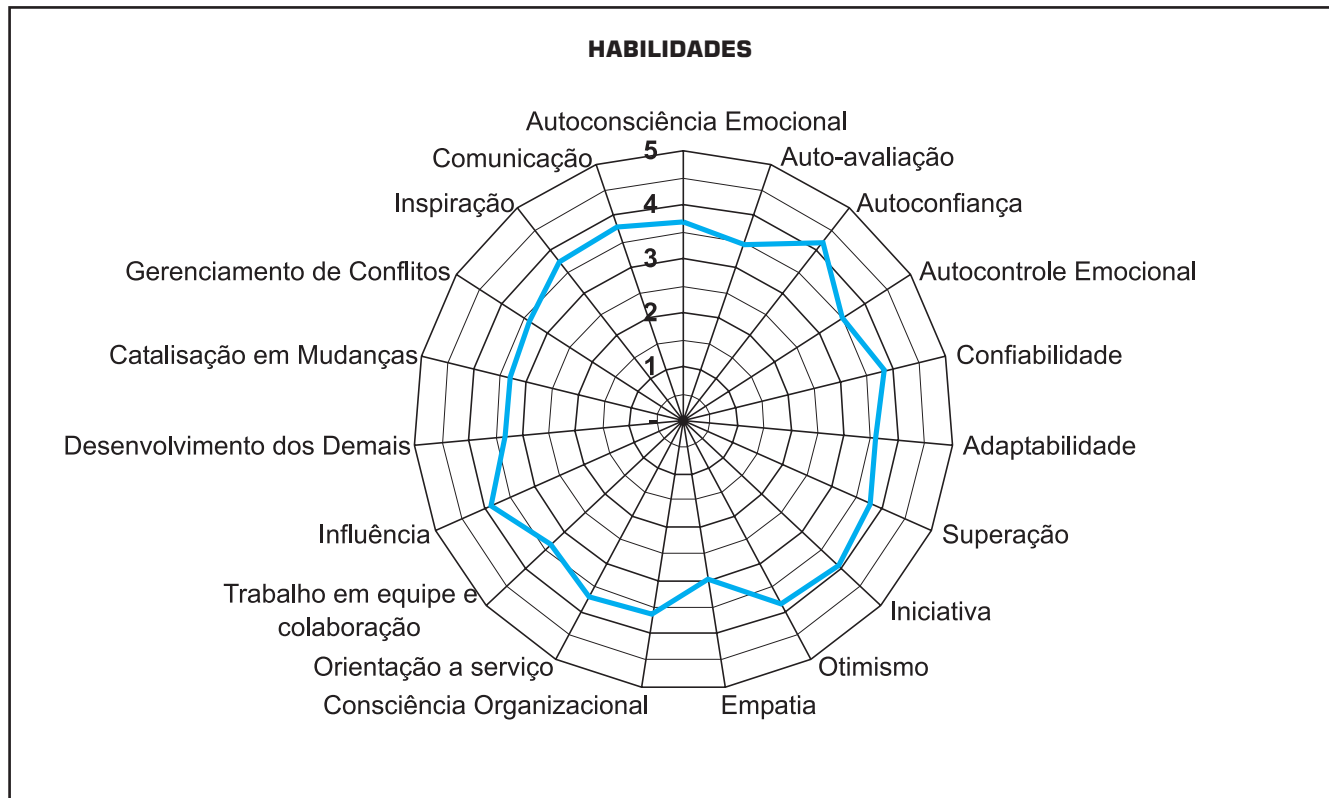 HABILIDADES
Autoconsciência Emocional
5
Comunicação
Auto-avaliação
Inspiração
4
Autoconfiança
Gerenciamento de Conflitos
3
Autocontrole Emocional
2
Catalisação em Mudanças
1
Confiabilidade
-
Desenvolvimento dos Demais
Adaptabilidade
Influência
Superação
Trabalho em equipe e
colaboração
Iniciativa
Orientação a serviço
Otimismo
Consciência Organizacional
Empatia